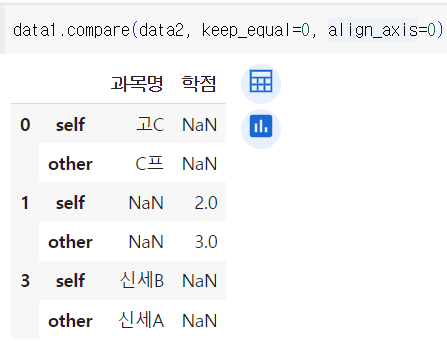 data1.compare(data2, keep_equal=0, align_axis=0)
과목명 학점
0 self 고C NaN
other C프 NaN
1 self NaN 2.0
other NaN 3.0
3 self 신세B NaN
other 신세A NaN